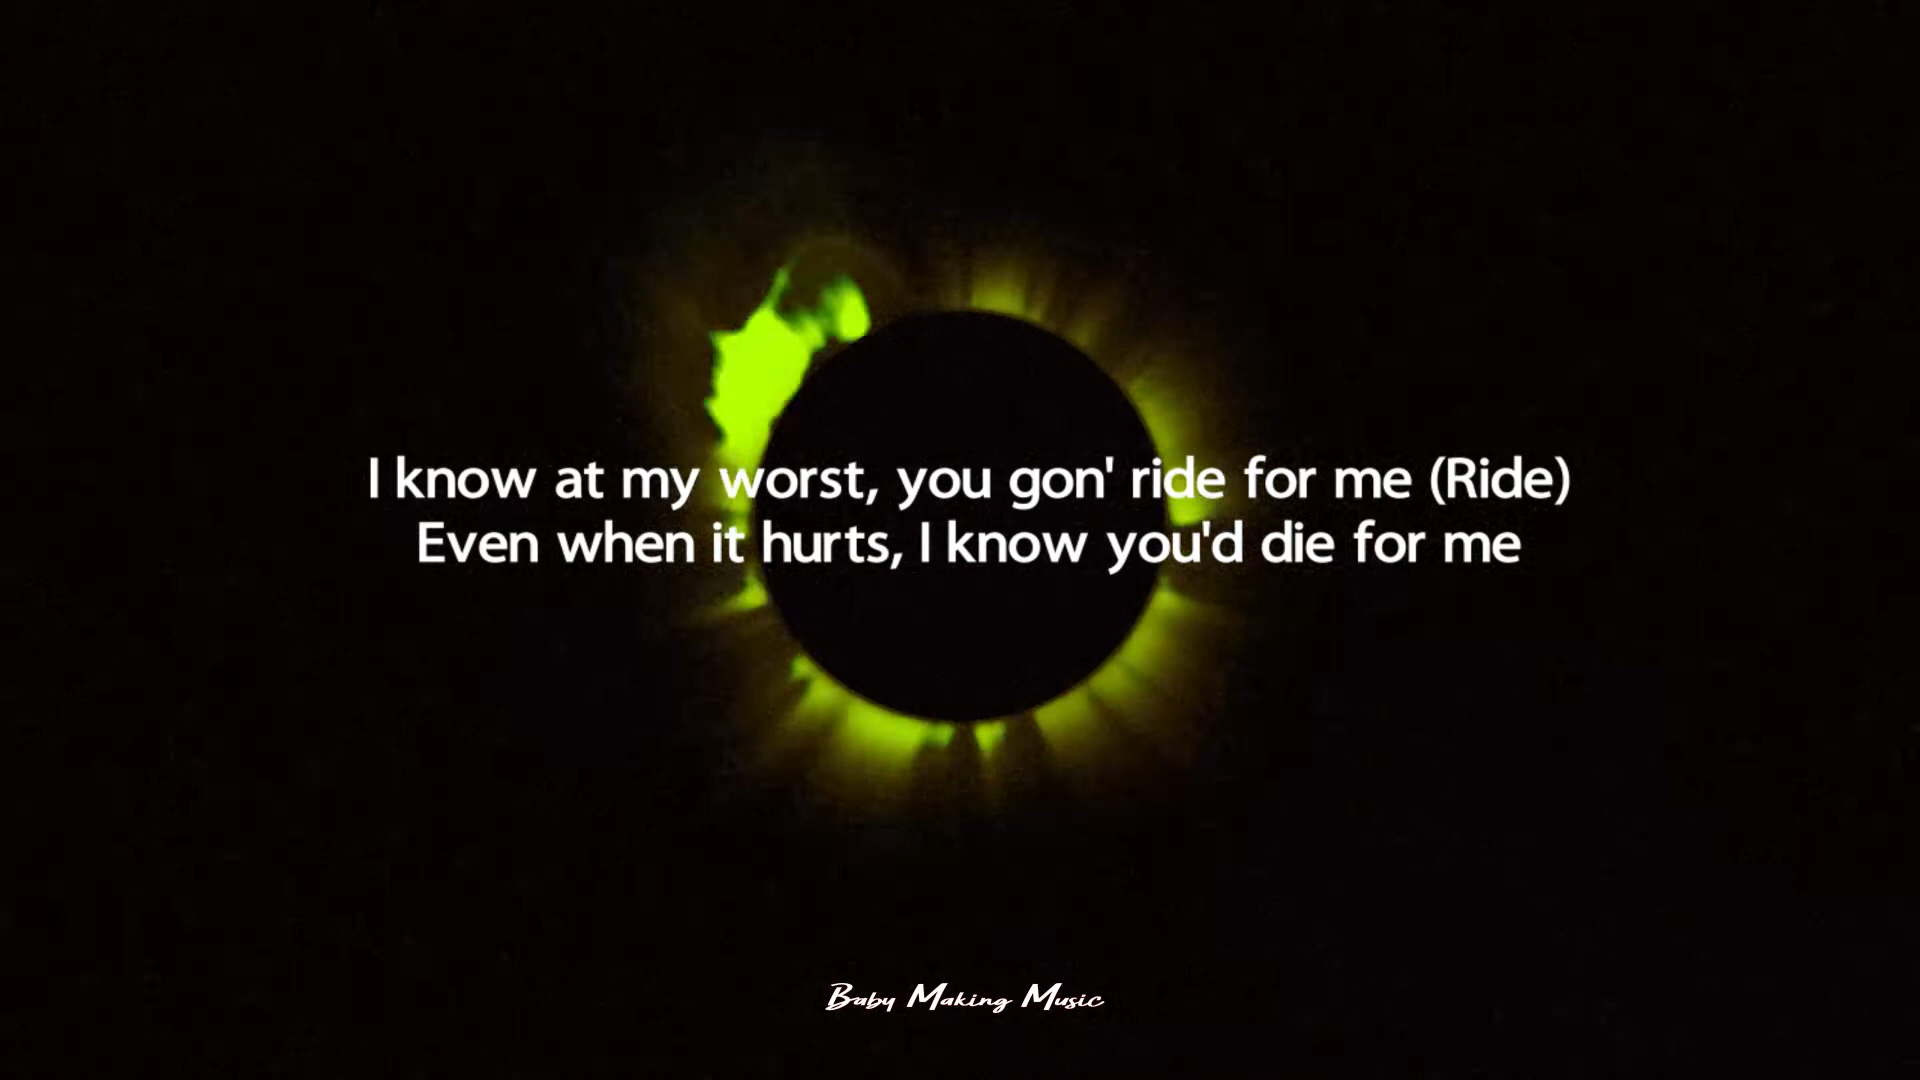 I know at my worst, you gon' ride for me (Ride)
Even when it hurts, I know you'd die for me
Baby Making Music